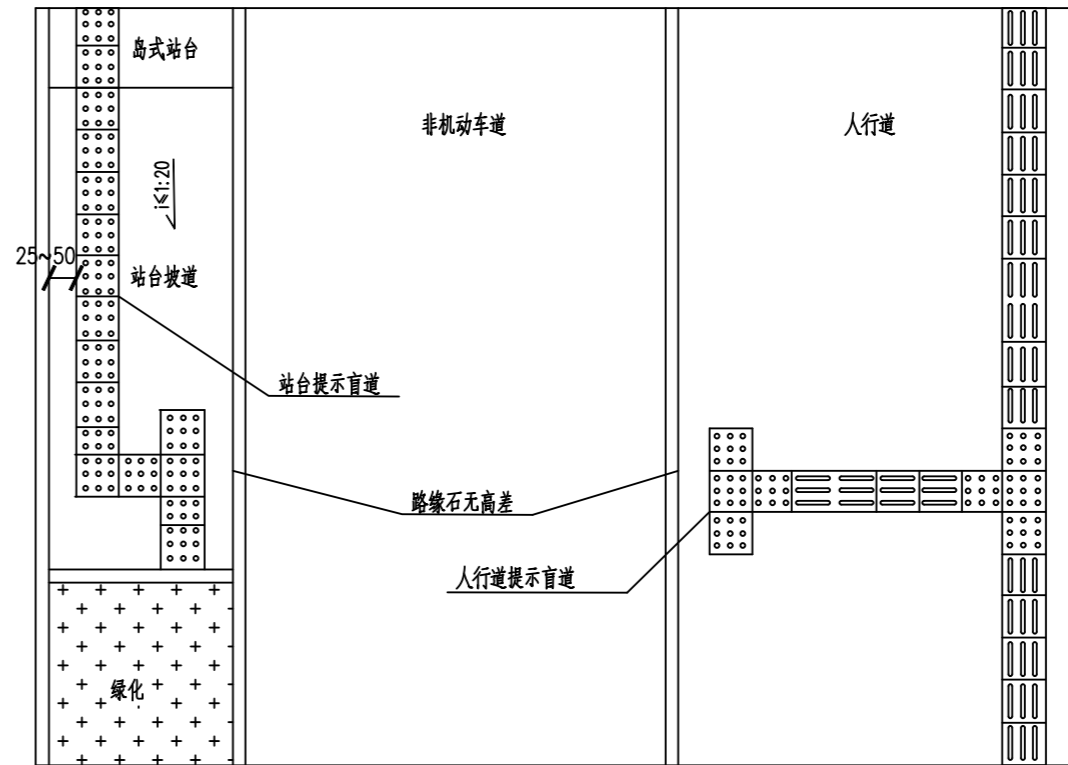 岛式站台
非机动车道
人行道
i≤1:20
25~50
站台坡道
站台提示盲道
路缘石无高差
人行道提示盲道
绿化